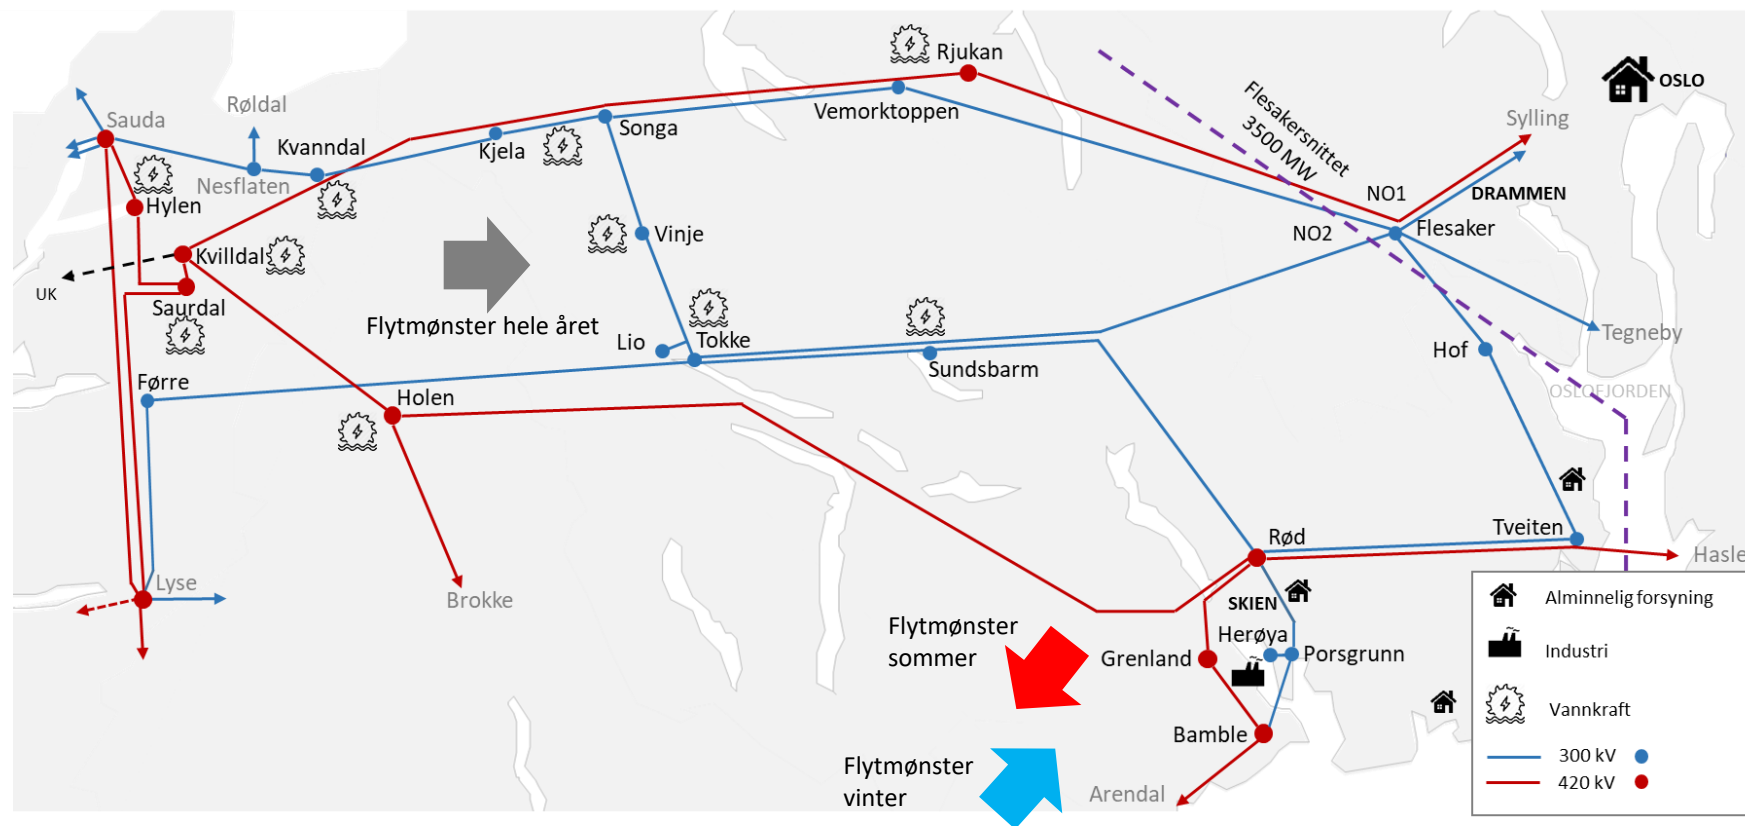 Rjukan
OSLO
Vemorktoppen
Flesakersnittet
3500 MW
Sylling
Sauda
Røldal
Kvanndal
Songa
Kjela
Nesflaten
Hylen
NO1
DRAMMEN
NO2
Flesaker
Vinje
Kvilldal
UK
Saurdal
Flytmønster hele året
Lio
Tokke
Tegneby
Hof
Sundsbarm
Førre
Holen
OSLOFJORDEN
Tveiten
Rød
Hasle
Lyse
Brokke
SKIEN
Flytmønster
sommer
Herøya
Grenland
Porsgrunn
Bamble
Flytmønster
vinter
Arendal
Alminnelig forsyning
Industri
Vannkraft
300 kV
420 kV